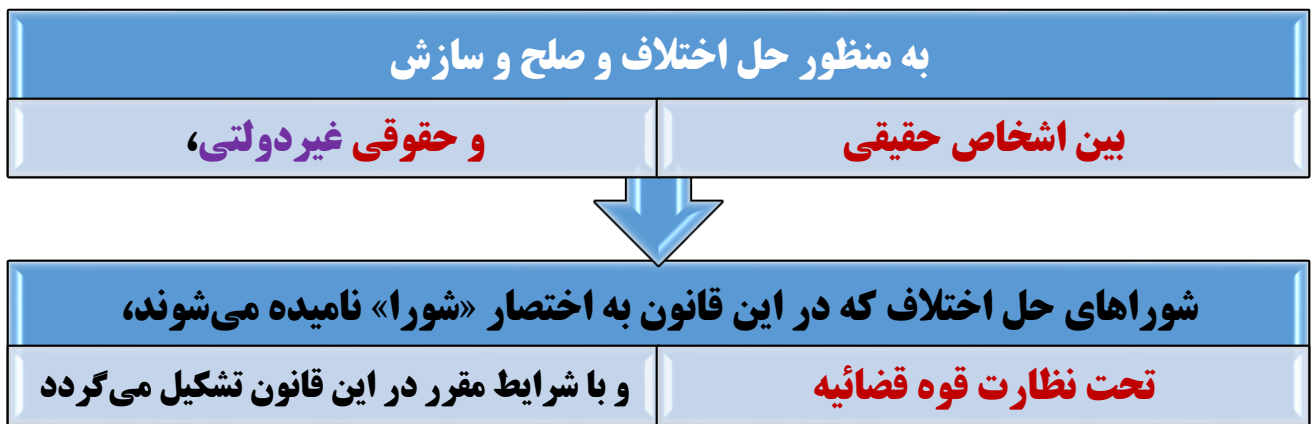 به منظور حل اختلاف و صلح و سازش
بین اشخاص حقیقی
و حقوقی غیردولتی،
شوراهای حل اختلاف که در این قانون به اختصار «شورا» نامیده می‌شوند،
تحت نظارت قوه قضائیه
و با شرایط مقرر در این قانون تشکیل می‌گردد